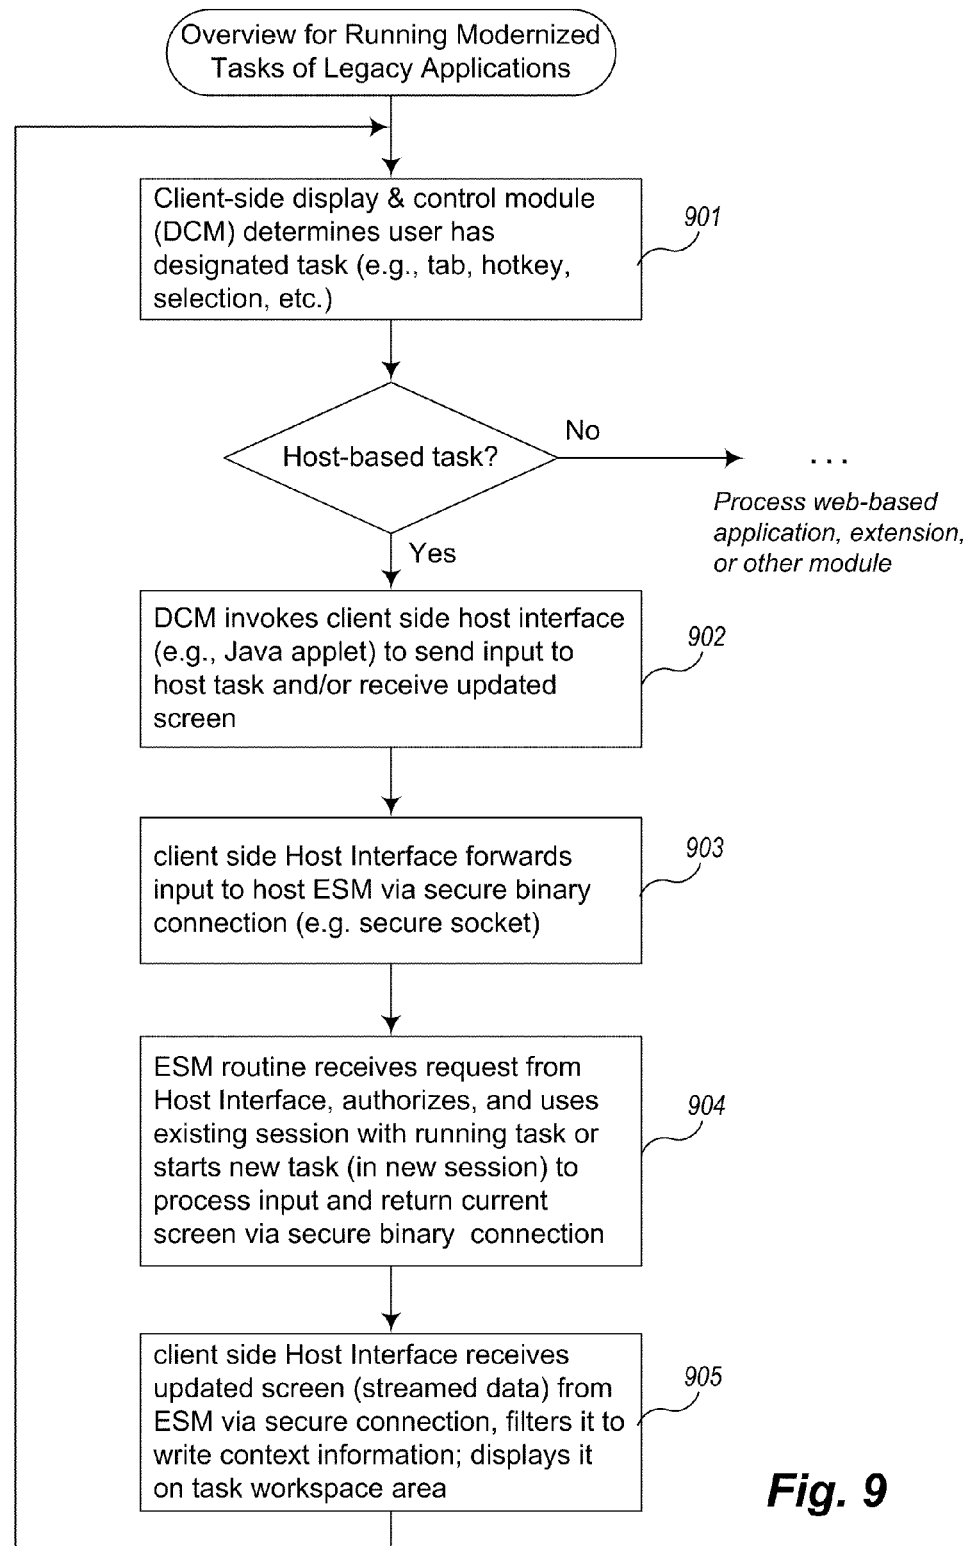 Overview for Running Modernized
Tasks of Legacy Applications
Client-side display & control module
(DCM) determines user has
designated task (e.g., tab, hotkey,
selection, etc.)
901
Host-based task?
No
. . .
Process web-based
application, extension,
or other module
Yes
DCM invokes client side host interface
(e.g., Java applet) to send input to
host task and/or receive updated
screen
902
client side Host Interface forwards
input to host ESM via secure binary
connection (e.g. secure socket)
903
ESM routine receives request from
Host Interface, authorizes, and uses
existing session with running task or
starts new task (in new session) to
process input and return current
screen via secure binary connection
904
client side Host Interface receives
updated screen (streamed data) from
ESM via secure connection, filters it to
write context information; displays it
on task workspace area
905
Fig. 9